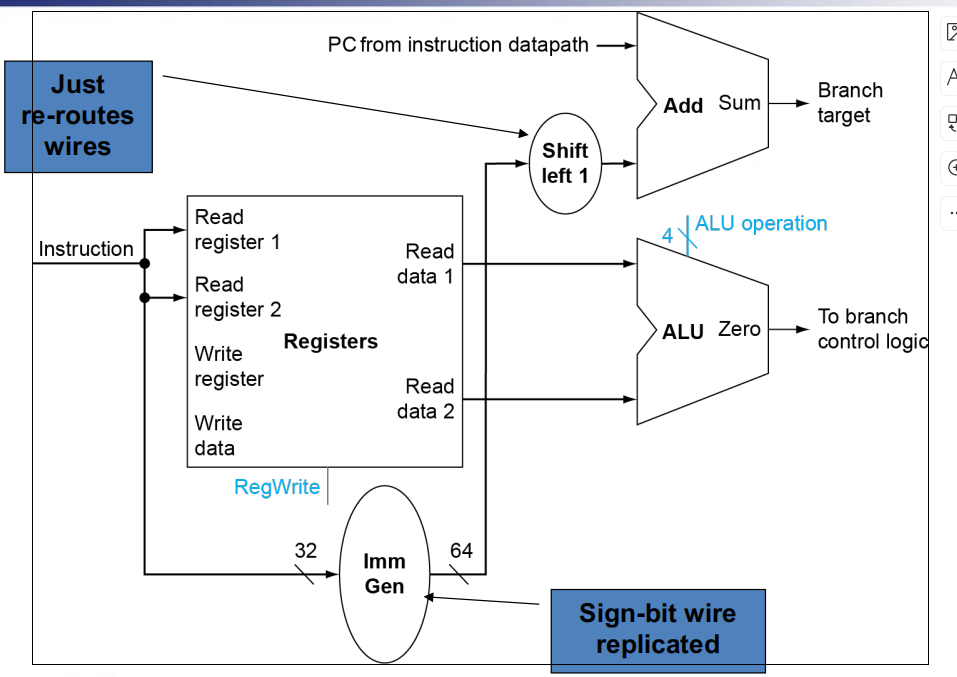 PC from instruction datapath
Just
re-routes
wires
Add
Sum
Branch
target
Shift
left 1
4
ALU operation
Instruction
Read
register 1
Read
data 1
Read
register 2
Registers
Write
register
ALU
Zero
To branch
control logic
Read
data 2
Write
data
RegWrite
32
64
Imm
Gen
Sign-bit wire
replicated